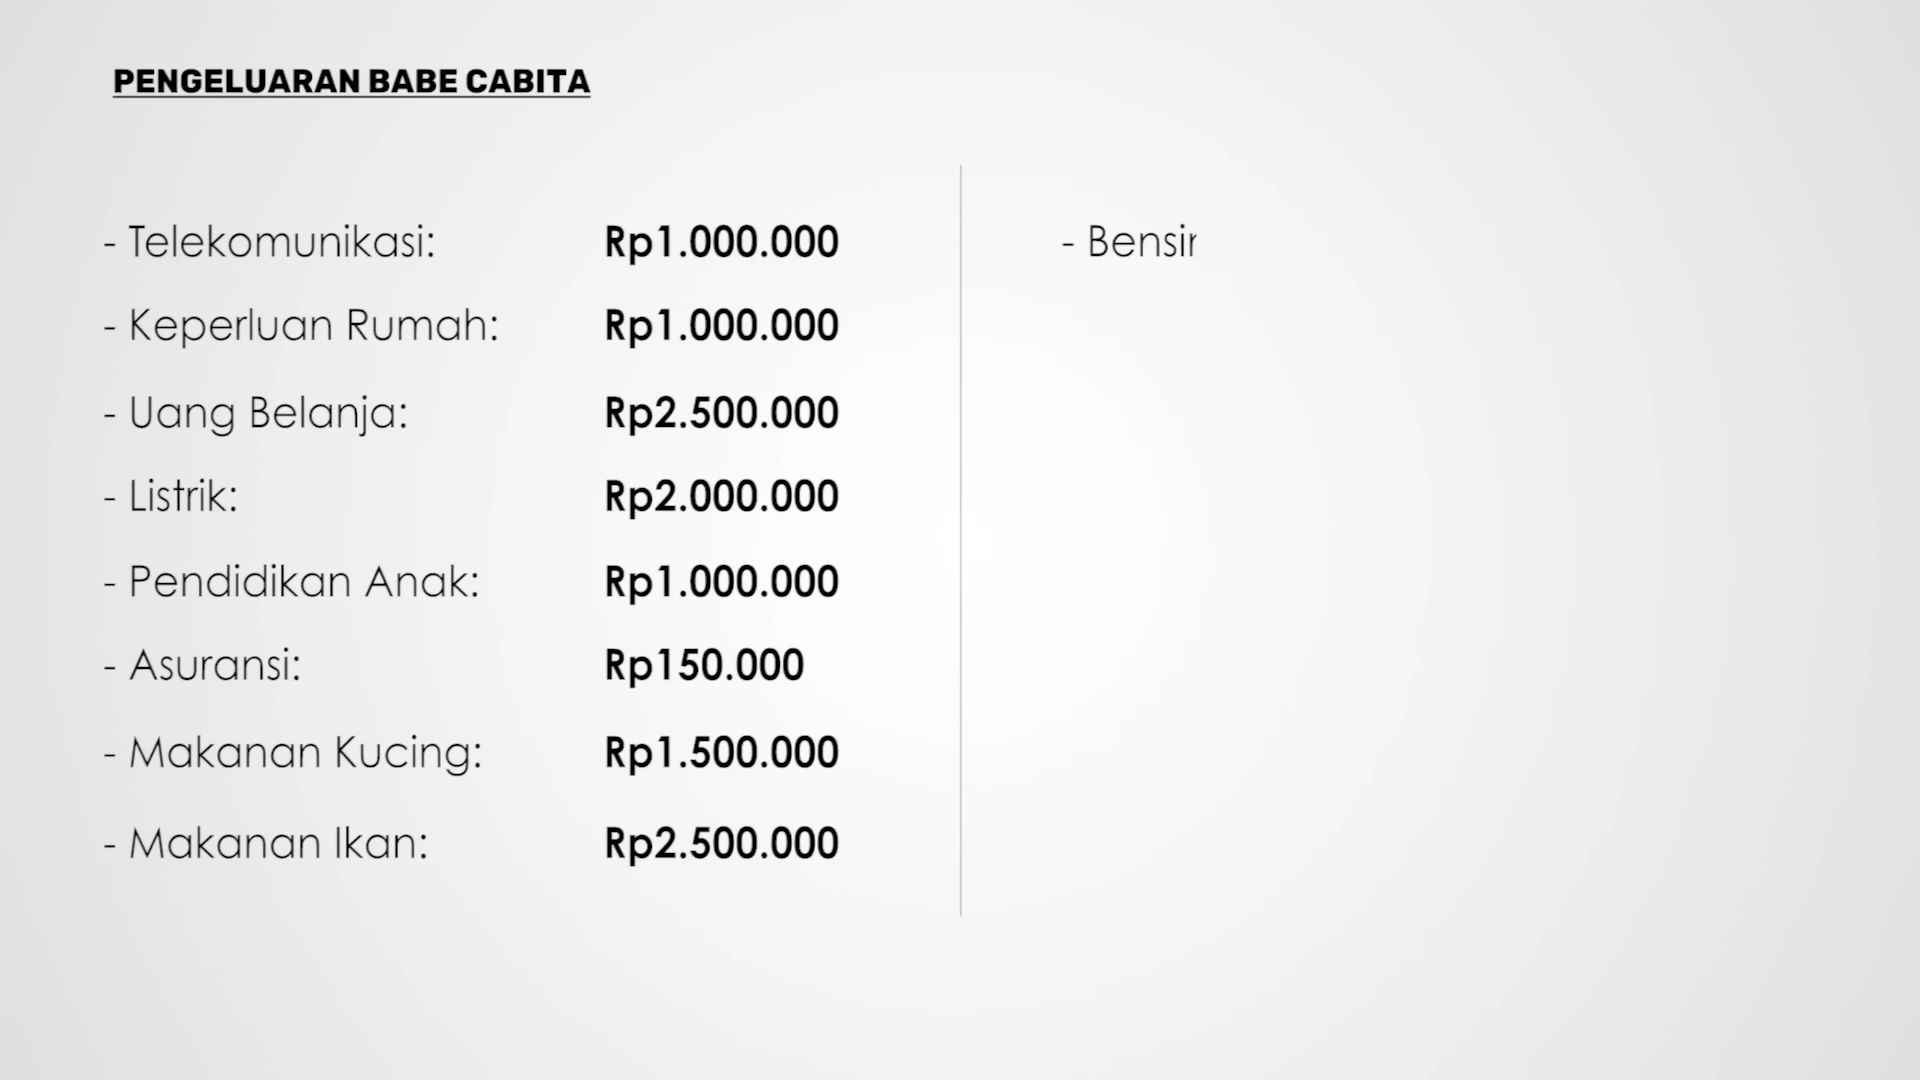 PENGELUARAN BABE CABITA
- Telekomunikasi: Rp1.000.000
- Keperluan Rumah: Rp1.000.000
- Uang Belanja: Rp2.500.000
- Listrik: Rp2.000.000
- Pendidikan Anak: Rp1.000.000
- Asuransi: Rp150.000
- Makanan Kucing: Rp1.500.000
- Makanan Ikan: Rp2.500.000